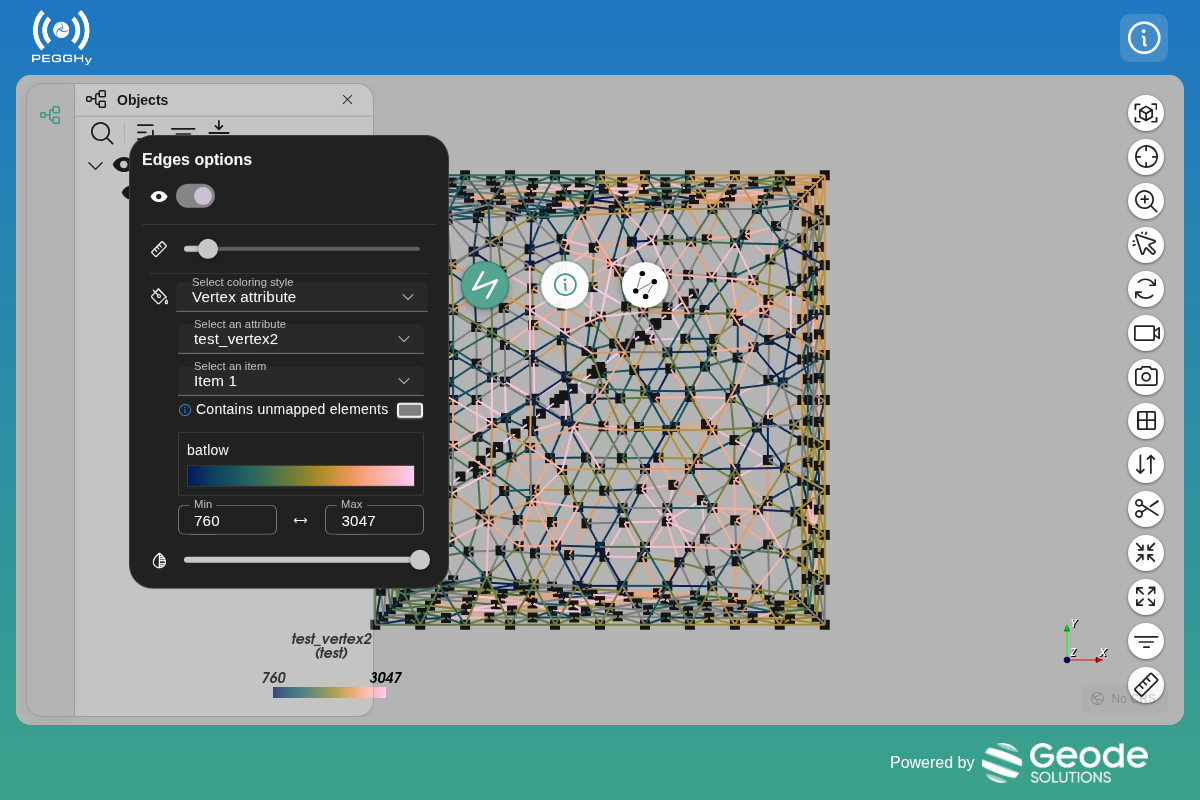 PEGGHy
Objects
Edges options
Select coloring style
Vertex attribute
Select an attribute
test_vertex2
Select an item
Item 1
Contains unmapped elements
batlow
Min
760
Max
3047
test_vertex2
(test)
760
3047
Y
Z
X
No CRS
Powered by
Geode
SOLUTIONS